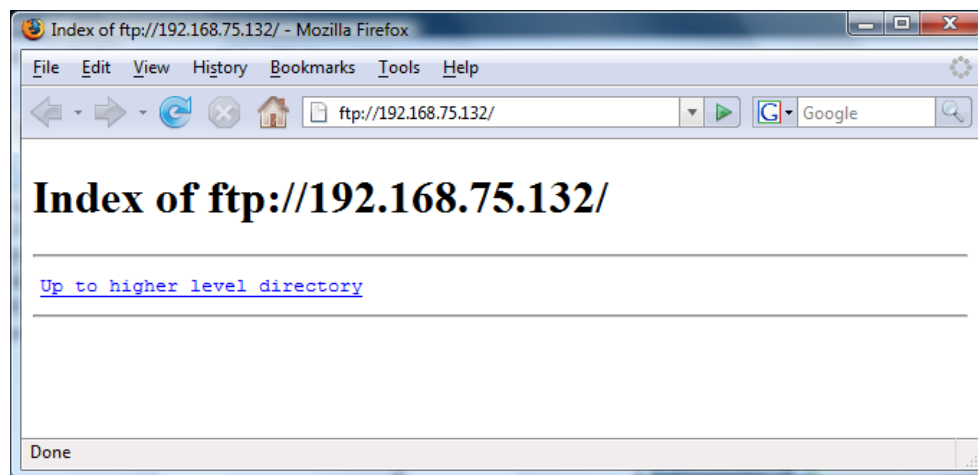 Index of ftp://192.168.75.132/ - Mozilla Firefox
File Edit View History Bookmarks Tools Help
ftp://192.168.75.132/ G Google
Index of ftp://192.168.75.132/
Up to higher level directory
Done